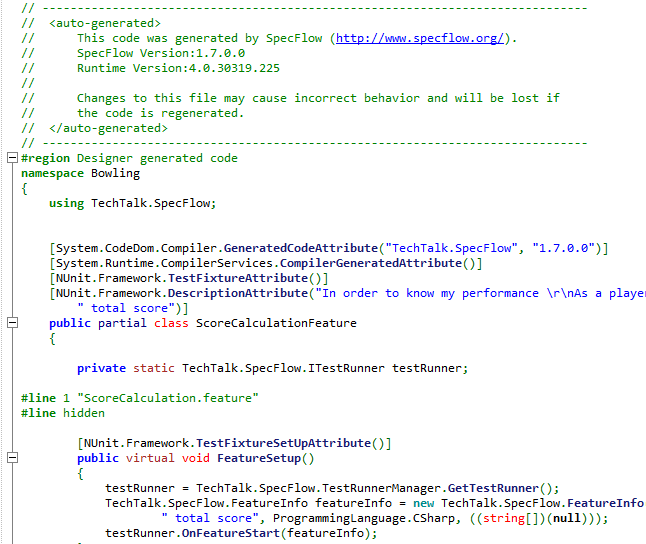 // ------------------------------------------------------------------------------
//  <auto-generated>
//      This code was generated by SpecFlow (http://www.specflow.org/).
//      SpecFlow Version:1.7.0.0
//      Runtime Version:4.0.30319.225
//
//      Changes to this file may cause incorrect behavior and will be lost if
//      the code is regenerated.
//  </auto-generated>
// ------------------------------------------------------------------------------
#region Designer generated code
namespace Bowling
{
    using TechTalk.SpecFlow;
    [System.CodeDom.Compiler.GeneratedCodeAttribute("TechTalk.SpecFlow", "1.7.0.0")]
    [System.Runtime.CompilerServices.CompilerGeneratedAttribute()]
    [NUnit.Framework.TestFixtureAttribute()]
    [NUnit.Framework.DescriptionAttribute("In order to know my performance \r\nAs a player
        " total score")]
    public partial class ScoreCalculationFeature
    {
        private static TechTalk.SpecFlow.ITestRunner testRunner;
#line 1 "ScoreCalculation.feature"
#line hidden
        [NUnit.Framework.TestFixtureSetUpAttribute()]
        public virtual void FeatureSetup()
        {
            testRunner = TechTalk.SpecFlow.TestRunnerManager.GetTestRunner();
            TechTalk.SpecFlow.FeatureInfo featureInfo = new TechTalk.SpecFlow.FeatureInfo
                    " total score", ProgrammingLanguage.CSharp, ((string[])(null)));
            testRunner.OnFeatureStart(featureInfo);